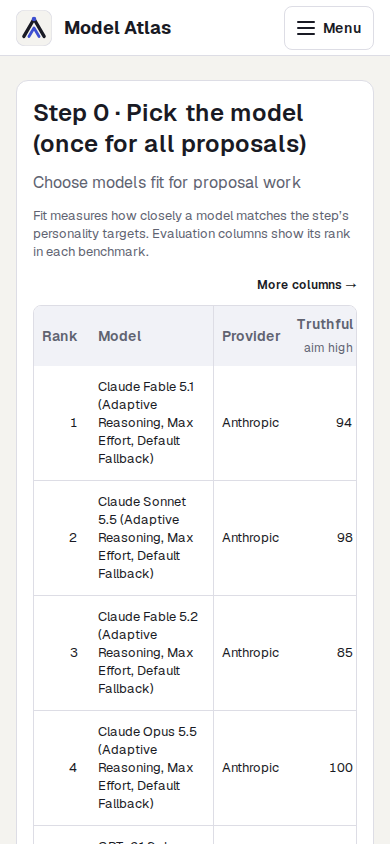 Model Atlas
Menu
Step 0 · Pick the model
(once for all proposals)
Choose models fit for proposal work
Fit measures how closely a model matches the step's
personality targets. Evaluation columns show its rank
in each benchmark.
More columns →
Rank Model Provider Truthful
aim high
Claude Fable 5.1
(Adaptive
1 Reasoning, Max Anthropic 94
Effort, Default
Fallback)
Claude Sonnet
5.5 (Adaptive
2 Reasoning, Max Anthropic 98
Effort, Default
Fallback)
Claude Fable 5.2
(Adaptive
3 Reasoning, Max Anthropic 85
Effort, Default
Fallback)
Claude Opus 5.5
(Adaptive
4 Reasoning, Max Anthropic 100
Effort, Default
Fallback)